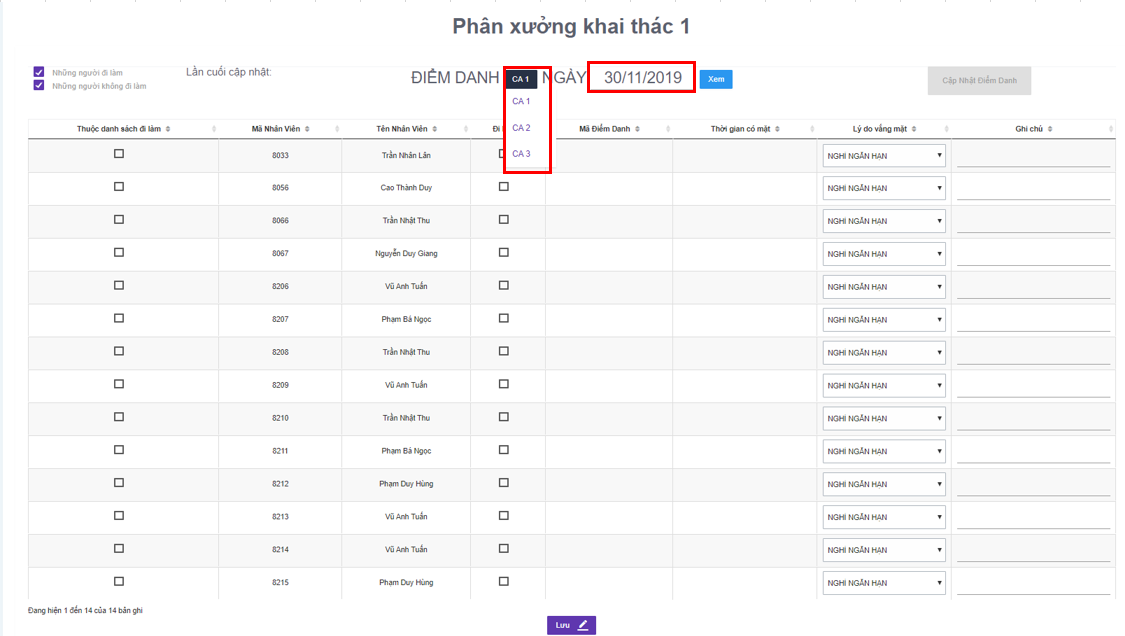 Phân xưởng khai thác 1
Những người đi làm
Những người không đi làm
Lần cuối cập nhật:
ĐIỂM DANH CA 1 NGÀY 30/11/2019 Xem
Cập Nhật Điểm Danh
CA 1
CA 2
CA 3
Thuộc danh sách đi làm Mã Nhân Viên Tên Nhân Viên Đi Mã Điểm Danh Thời gian có mặt Lý do vắng mặt Ghi chú
8033 Trần Nhân Lân NGHỈ NGẮN HẠN
8056 Cao Thành Duy NGHỈ NGẮN HẠN
8066 Trần Nhật Thu NGHỈ NGẮN HẠN
8067 Nguyễn Duy Giang NGHỈ NGẮN HẠN
8206 Vũ Anh Tuấn NGHỈ NGẮN HẠN
8207 Phạm Bá Ngọc NGHỈ NGẮN HẠN
8208 Trần Nhật Thu NGHỈ NGẮN HẠN
8209 Vũ Anh Tuấn NGHỈ NGẮN HẠN
8210 Trần Nhật Thu NGHỈ NGẮN HẠN
8211 Phạm Bá Ngọc NGHỈ NGẮN HẠN
8212 Phạm Duy Hùng NGHỈ NGẮN HẠN
8213 Vũ Anh Tuấn NGHỈ NGẮN HẠN
8214 Vũ Anh Tuấn NGHỈ NGẮN HẠN
8215 Phạm Duy Hùng NGHỈ NGẮN HẠN
Đang hiện 1 đến 14 của 14 bản ghi
Lưu